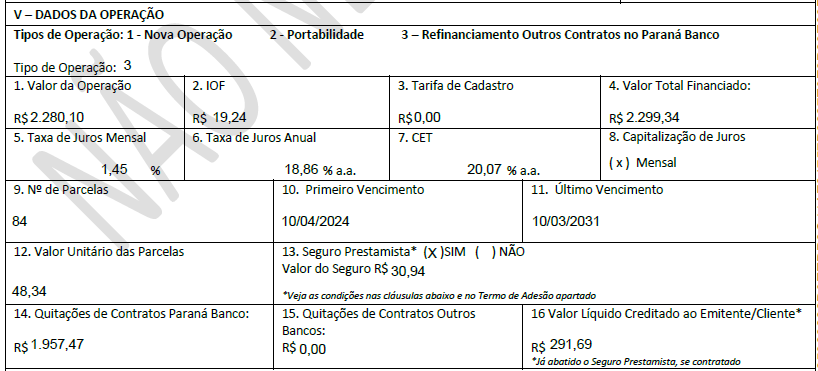 V – DADOS DA OPERAÇÃO
Tipos de Operação: 1 - Nova Operação 2 - Portabilidade 3 – Refinanciamento Outros Contratos no Paraná Banco
Tipo de Operação: 3
1. Valor da Operação
R$ 2.280,10
2. IOF
R$ 19,24
3. Tarifa de Cadastro
R$ 0,00
4. Valor Total Financiado:
R$ 2.299,34
5. Taxa de Juros Mensal
1,45 %
6. Taxa de Juros Anual
18,86 % a.a.
7. CET
20,07 % a.a.
8. Capitalização de Juros
( x ) Mensal
9. Nº de Parcelas
84
10. Primeiro Vencimento
10/04/2024
11. Último Vencimento
10/03/2031
12. Valor Unitário das Parcelas
48,34
13. Seguro Prestamista* (X )SIM ( ) NÃO
Valor do Seguro R$ 30,94
*Veja as condições nas cláusulas abaixo e no Termo de Adesão apartado
14. Quitações de Contratos Paraná Banco:
R$ 1.957,47
15. Quitações de Contratos Outros
Bancos:
R$ 0,00
16 Valor Líquido Creditado ao Emitente/Cliente*
R$ 291,69
*Já abatido o Seguro Prestamista, se contratado
NÃO